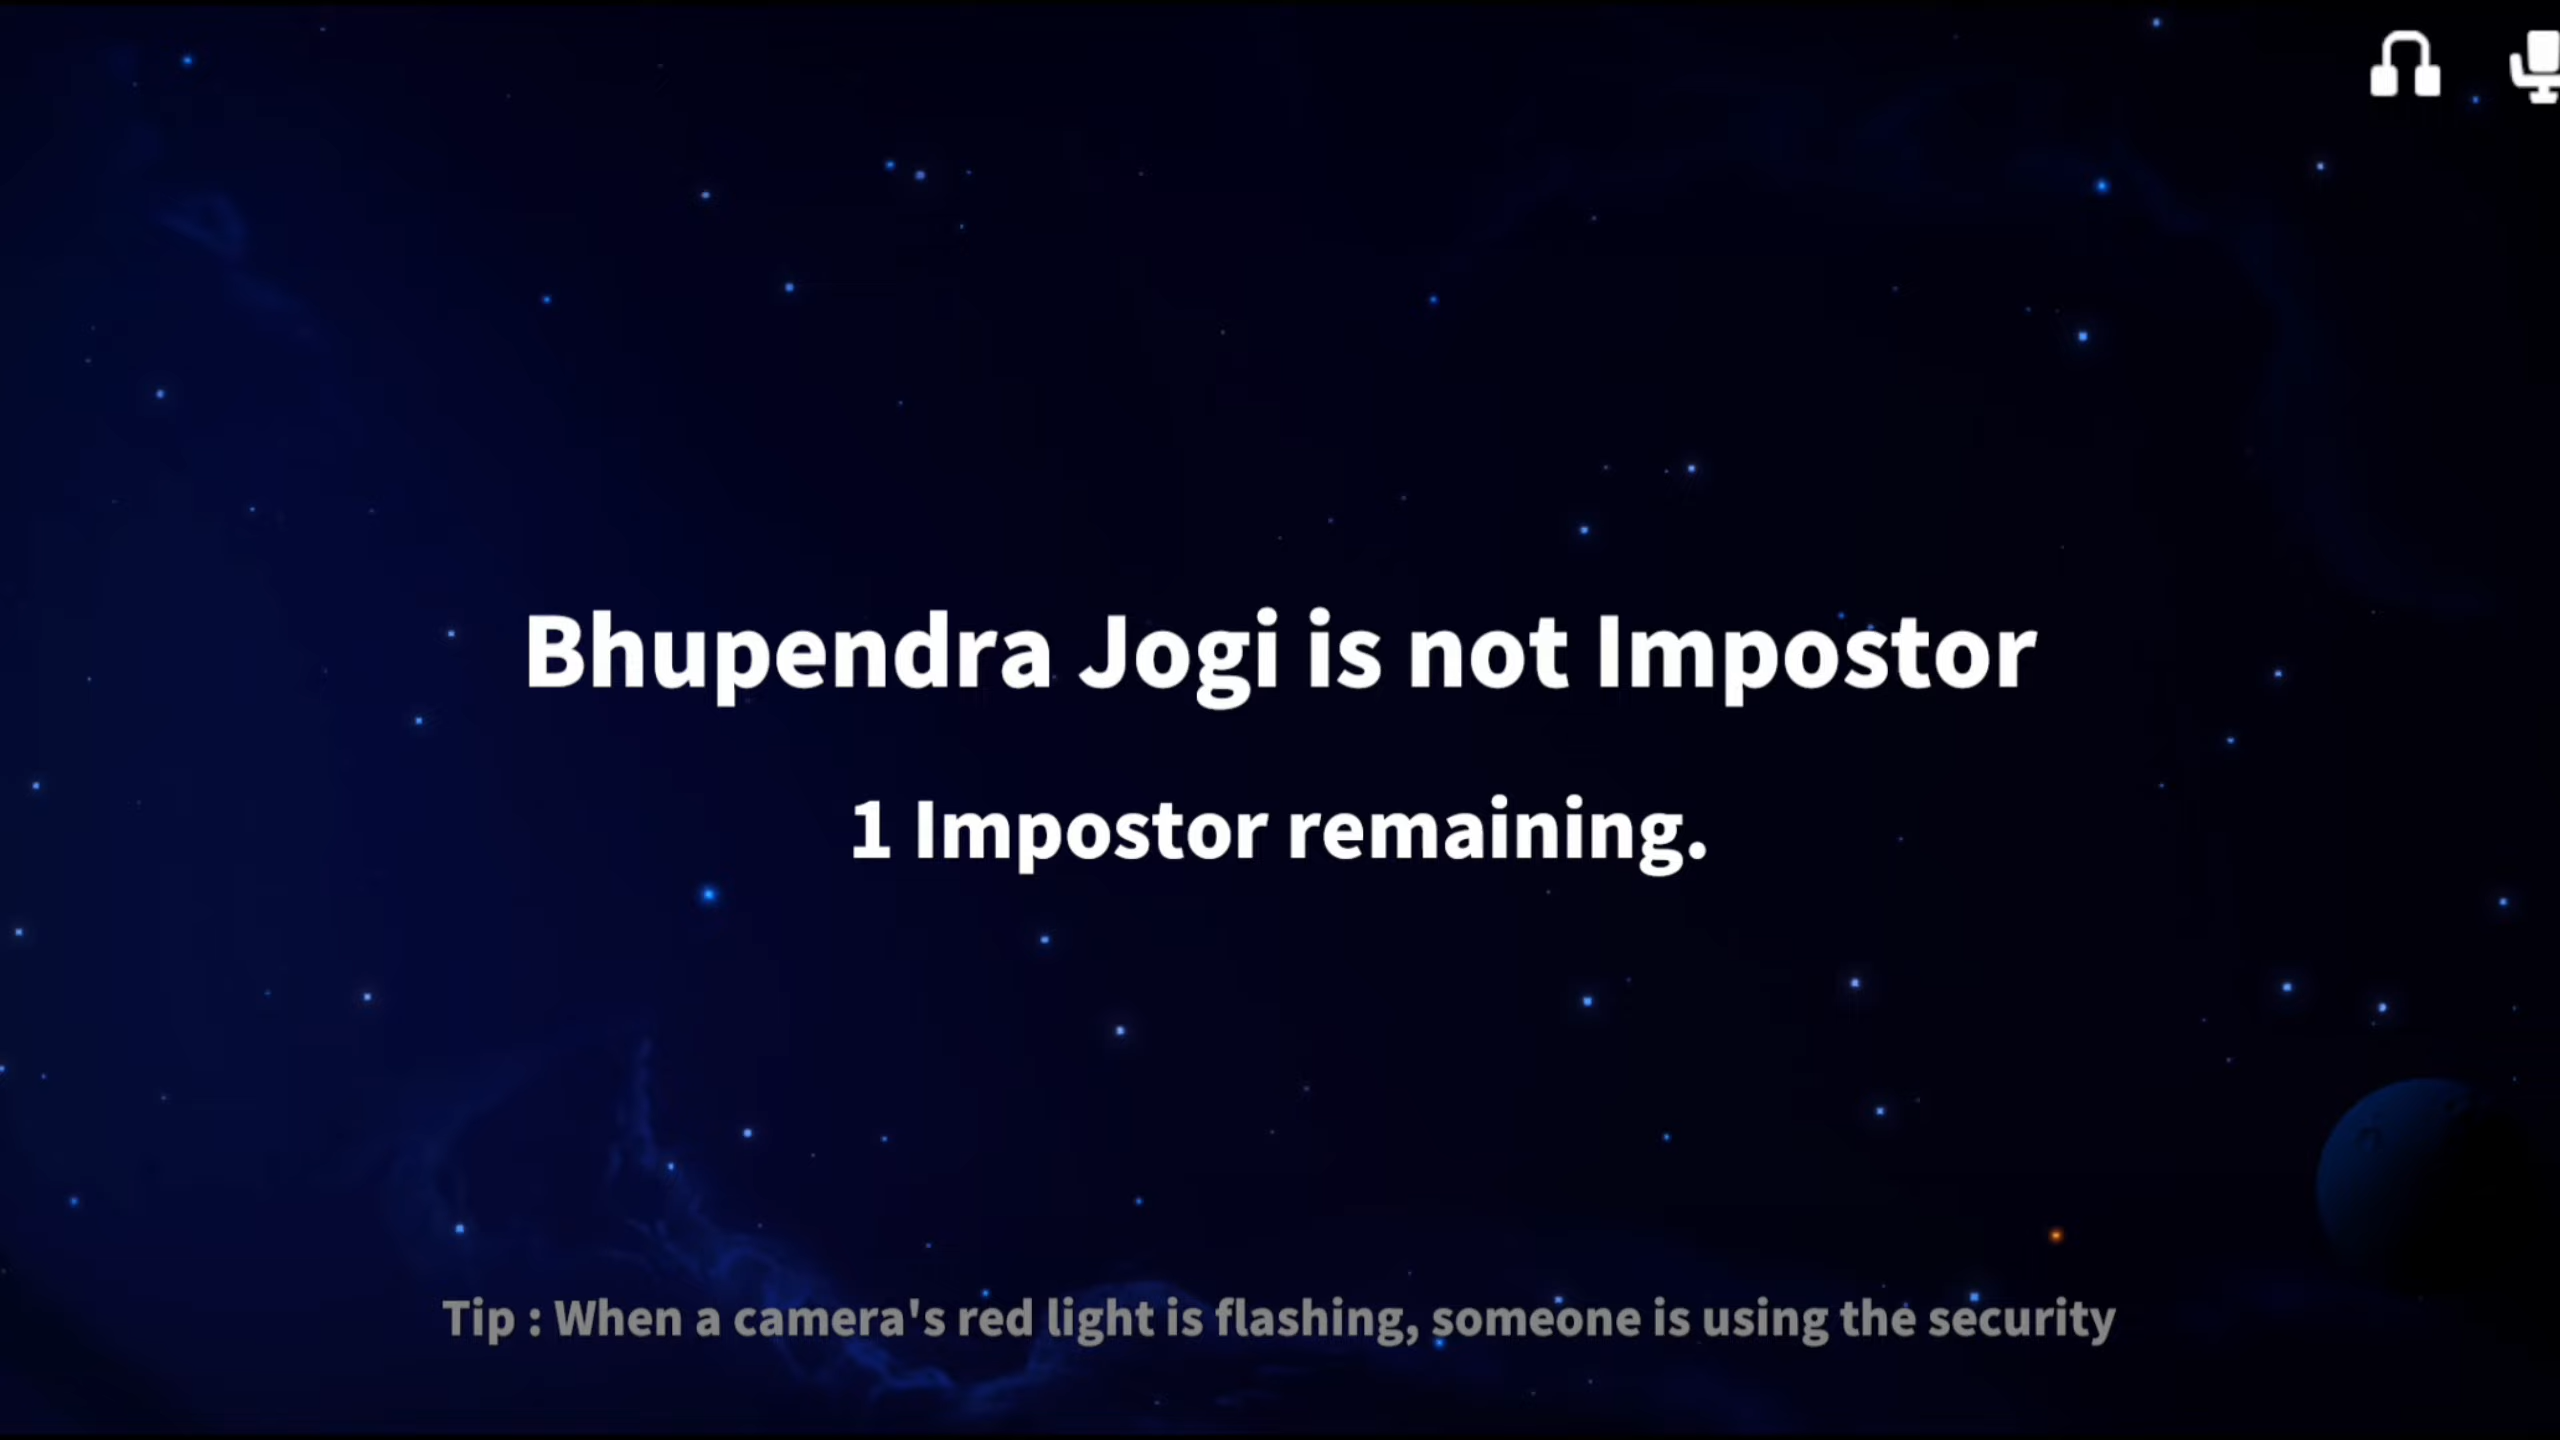 Bhupendra Jogi is not Impostor
1 Impostor remaining.
Tip : When a camera's red light is flashing, someone is using the security